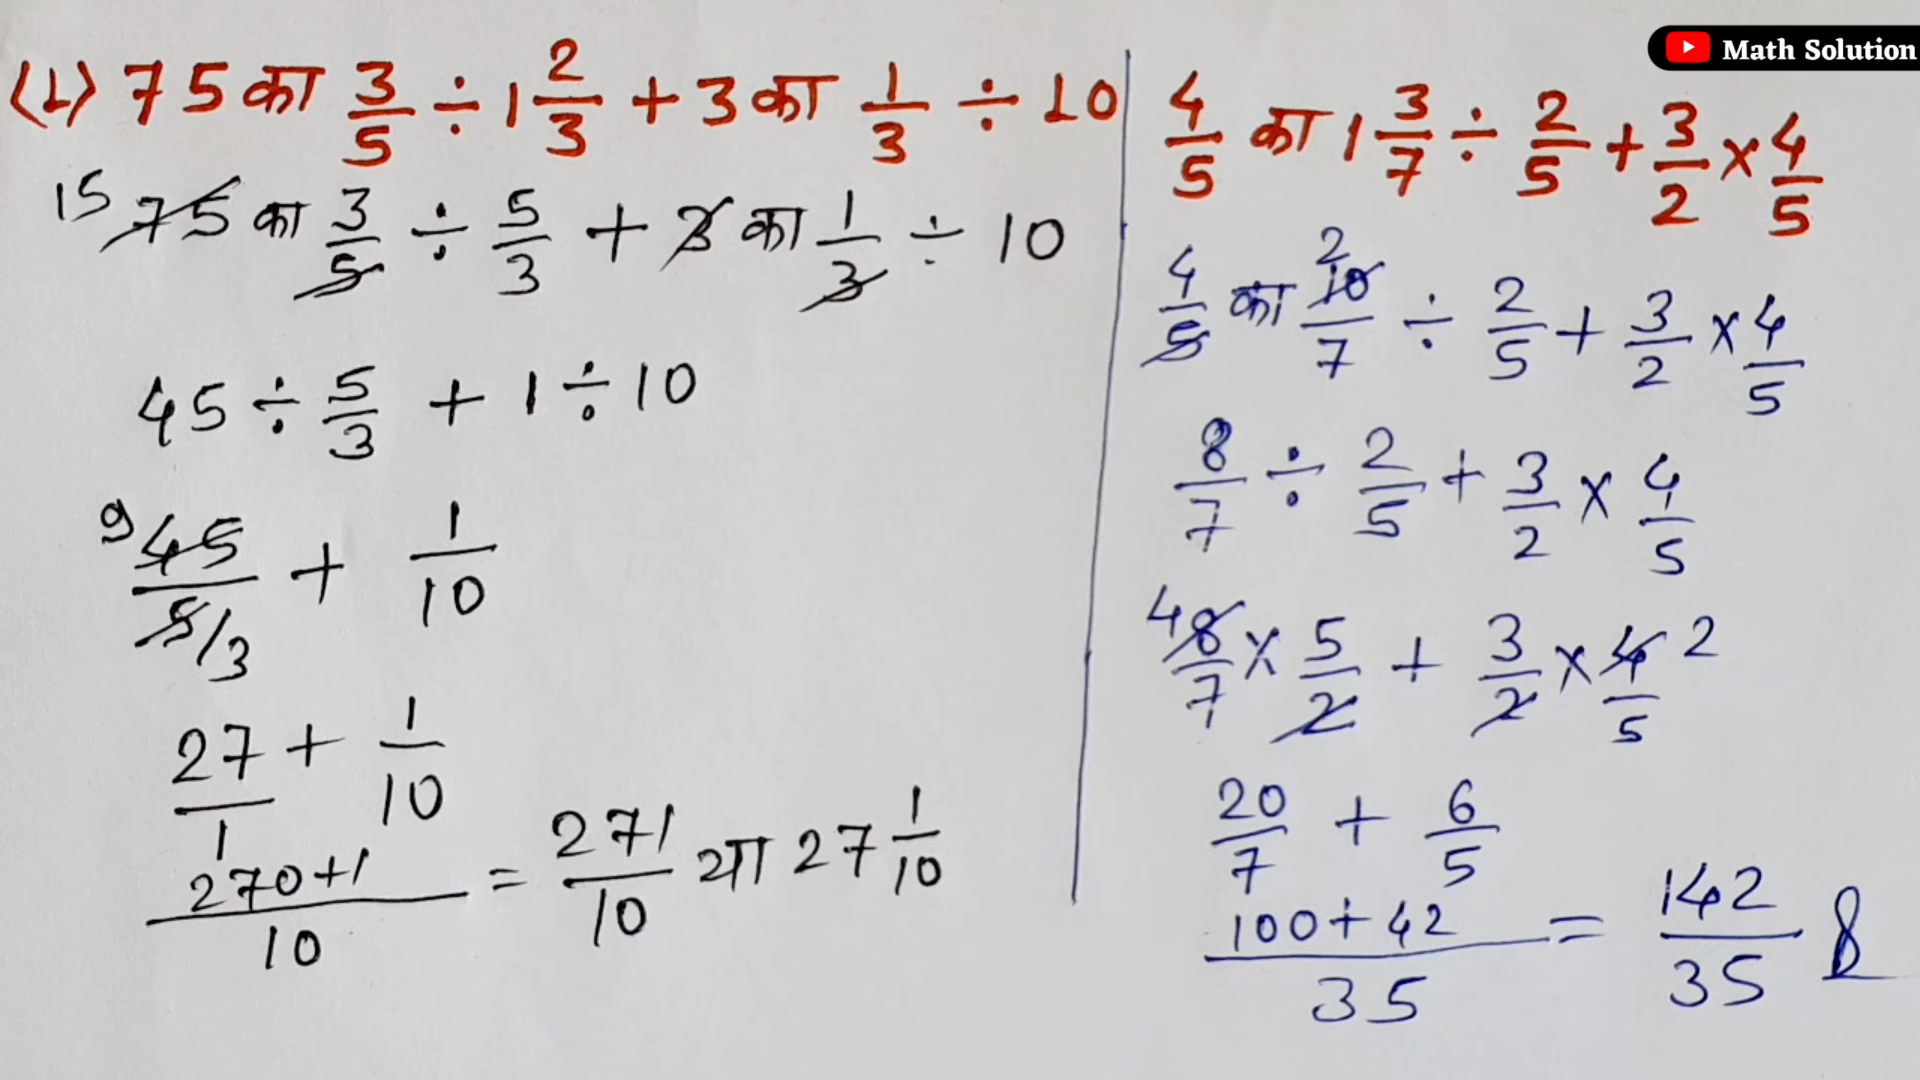 Math Solution
(1) 75 का 3/5 ÷ 1 2/3 + 3 का 1/3 ÷ 10
15 75 का 3/5 ÷ 5/3 + 3 का 1/3 ÷ 10
45 ÷ 5/3 + 1 ÷ 10
9 45/5/3 + 1/10
27/1 + 1/10
270+1/10 = 271/10 या 27 1/10
4/5 का 1 3/7 ÷ 2/5 + 3/2 × 4/5
2
4/5 का 10/7 ÷ 2/5 + 3/2 × 4/5
8/7 ÷ 2/5 + 3/2 × 4/5
4 8/7 × 5/2 + 3/2 × 4/5 2
20/7 + 6/5
100+42/35 = 142/35